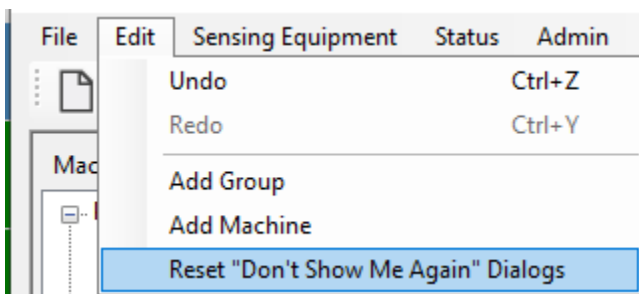 File Edit Sensing Equipment Status Admin
Undo Ctrl+Z
Redo Ctrl+Y
Add Group
Add Machine
Reset "Don't Show Me Again" Dialogs